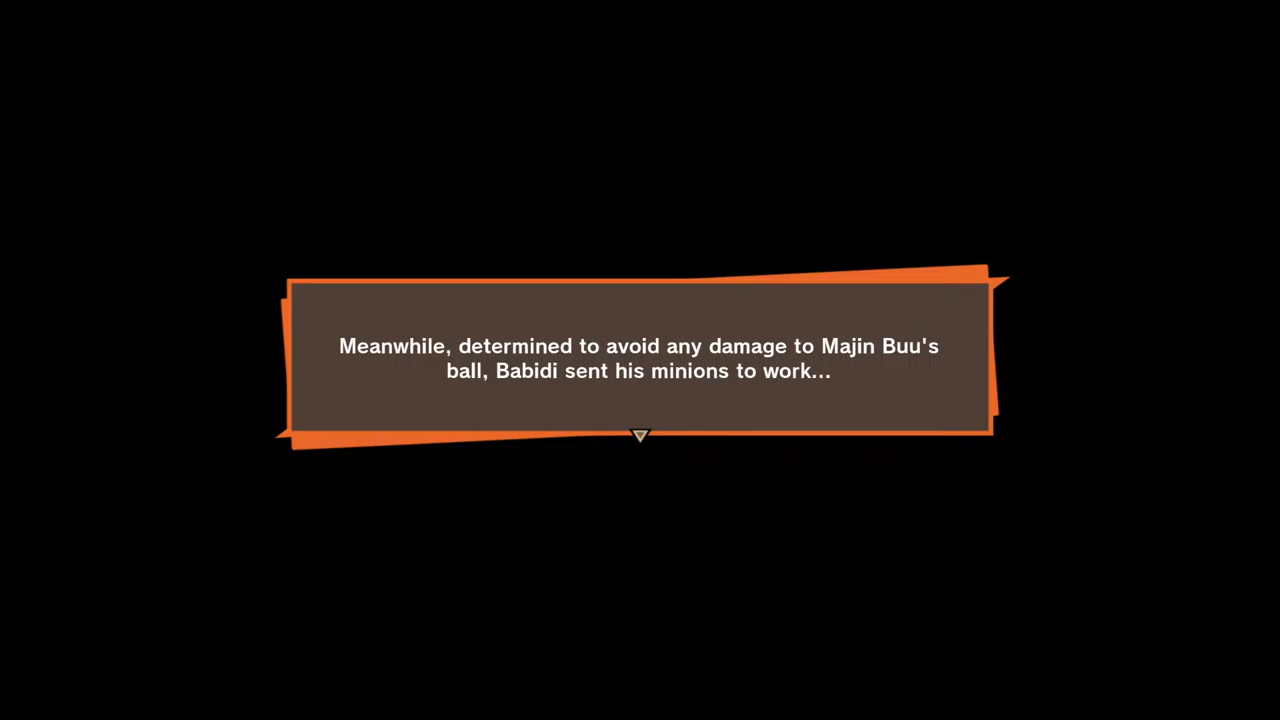 Meanwhile, determined to avoid any damage to Majin Buu's
ball, Babidi sent his minions to work...